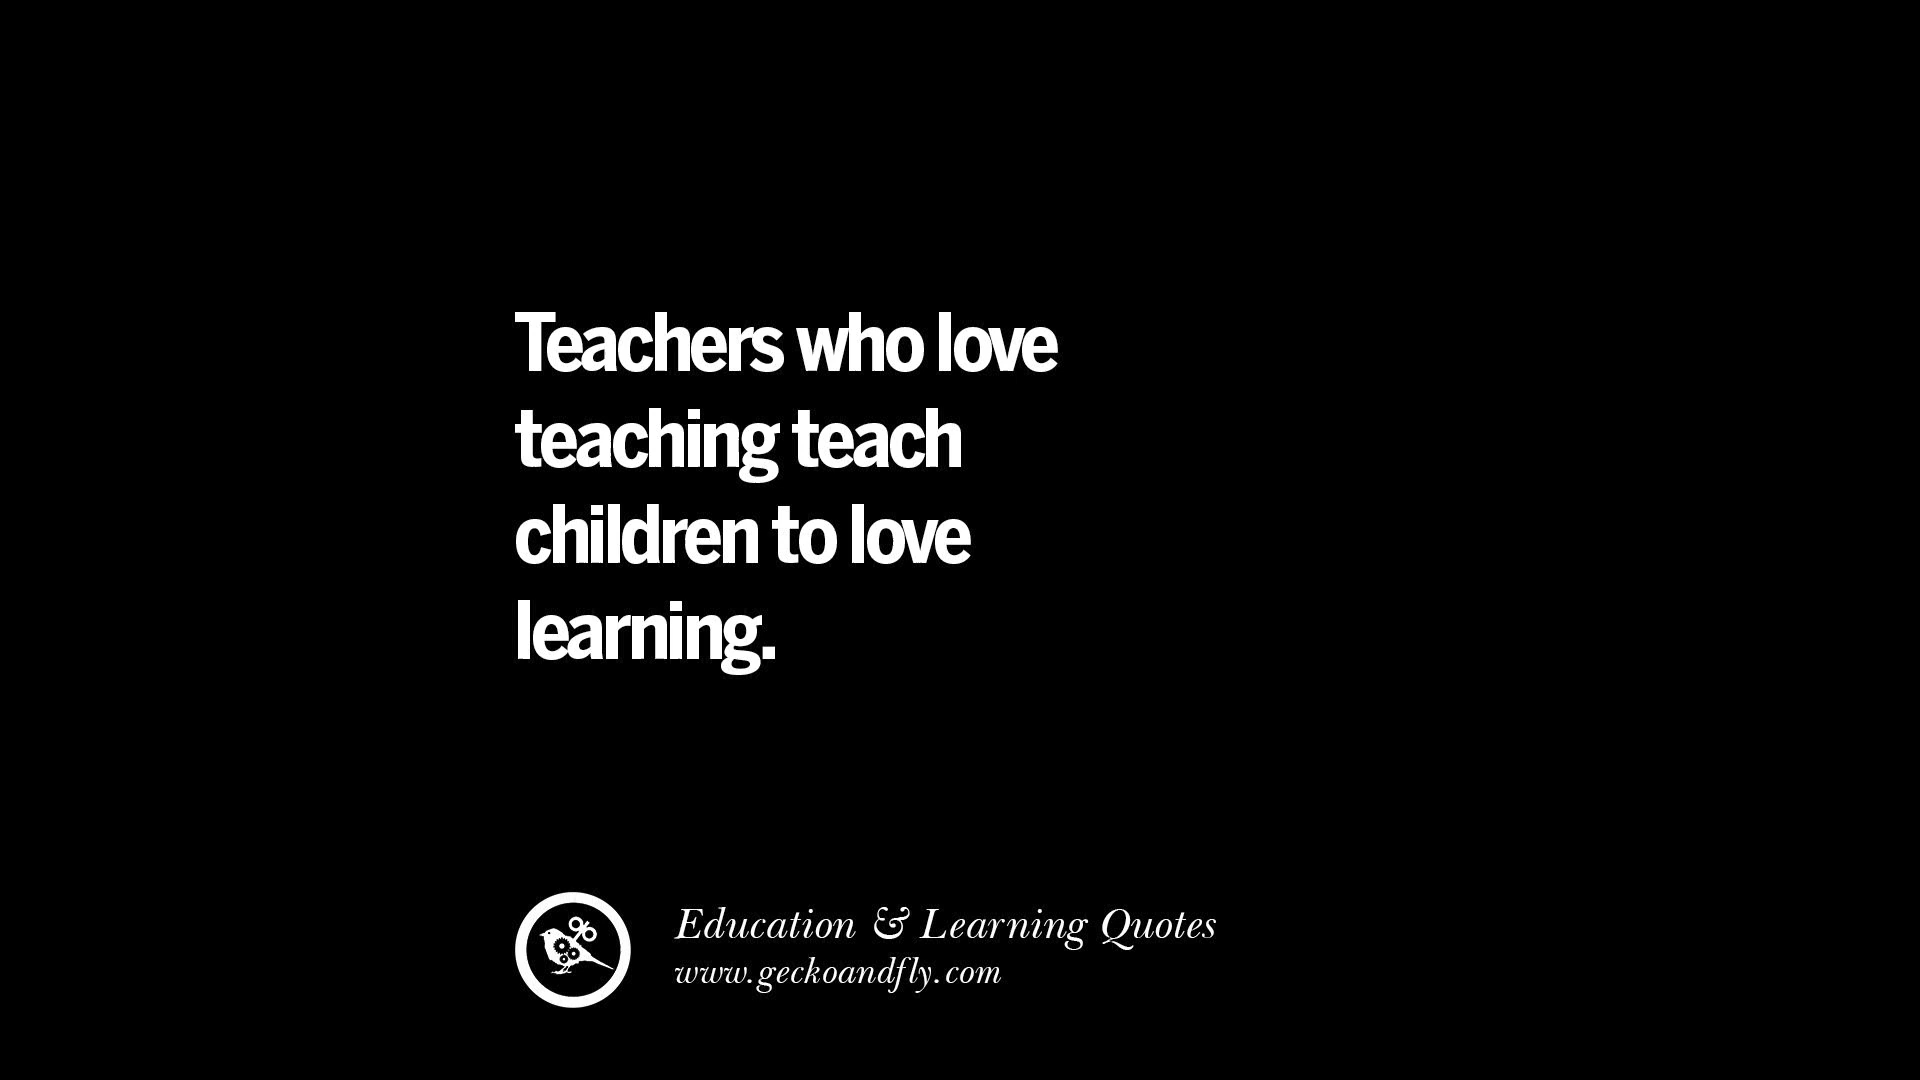 Teachers who love
teaching teach
children to love
learning.
Education & Learning Quotes
www.geckoandfly.com